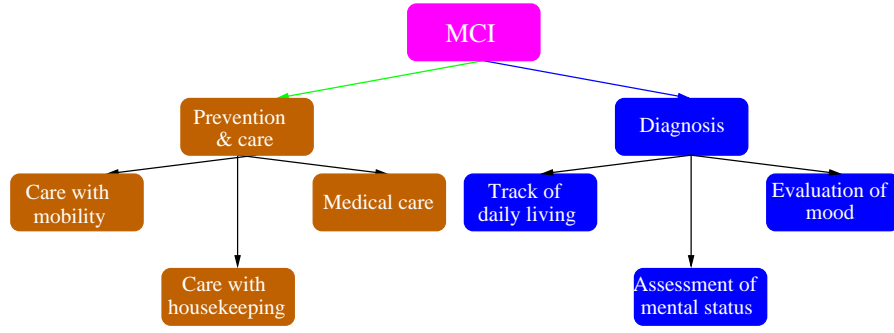 MCI
Prevention
& care
Diagnosis
Care with
mobility
Medical care
Track of
daily living
Evaluation of
mood
Care with
housekeeping
Assessment of
mental status